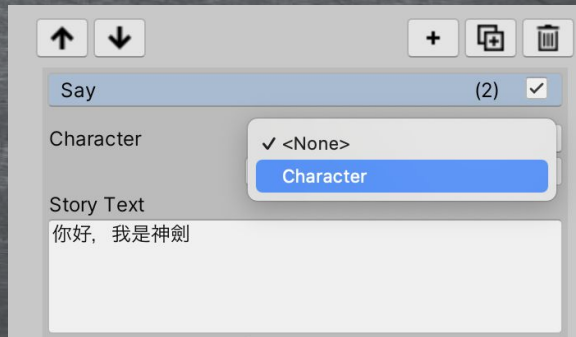 Say (2)
Character
✓ <None>
Character
Story Text
你好，我是神劍